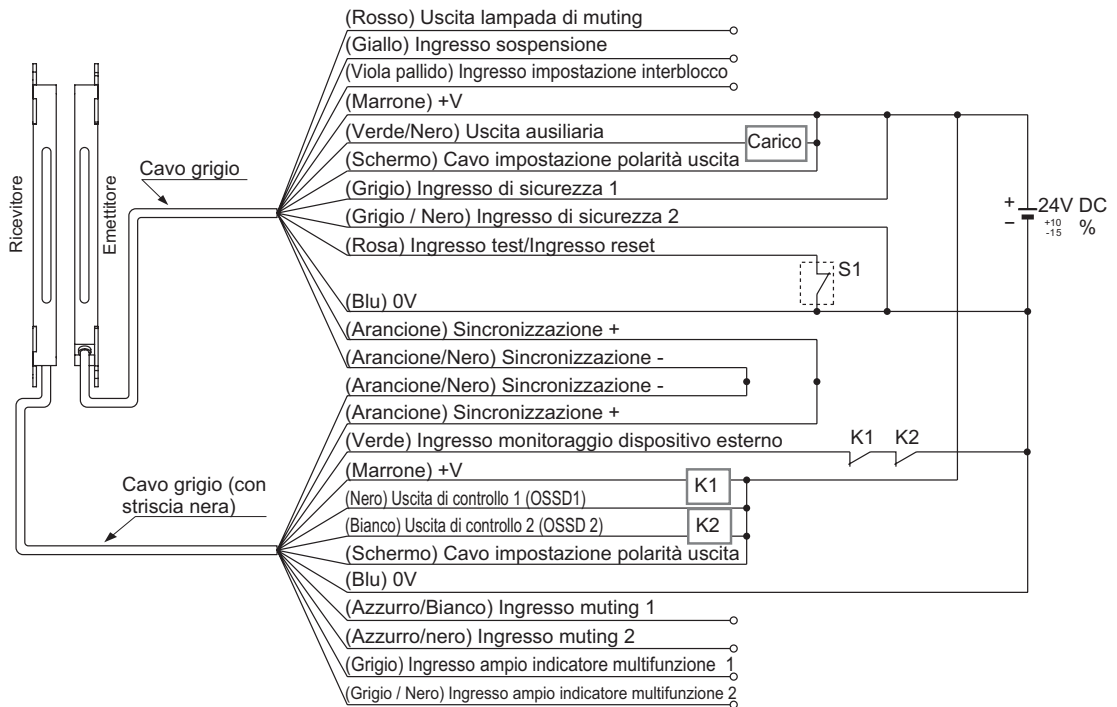 (Rosso) Uscita lampada di muting
(Giallo) Ingresso sospensione
(Viola pallido) Ingresso impostazione interblocco
(Marrone) +V
(Verde/Nero) Uscita ausiliaria
Carico
(Schermo) Cavo impostazione polarità uscita
(Grigio) Ingresso di sicurezza 1
(Grigio / Nero) Ingresso di sicurezza 2
(Rosa) Ingresso test/Ingresso reset
S1
(Blu) 0V
(Arancione) Sincronizzazione +
(Arancione/Nero) Sincronizzazione -
(Arancione/Nero) Sincronizzazione -
(Arancione) Sincronizzazione +
(Verde) Ingresso monitoraggio dispositivo esterno
K1 K2
(Marrone) +V
K1
(Nero) Uscita di controllo 1 (OSSD1)
(Bianco) Uscita di controllo 2 (OSSD 2)
K2
(Schermo) Cavo impostazione polarità uscita
(Blu) 0V
(Azzurro/Bianco) Ingresso muting 1
(Azzurro/nero) Ingresso muting 2
(Grigio) Ingresso ampio indicatore multifunzione 1
(Grigio / Nero) Ingresso ampio indicatore multifunzione 2
Ricevitore
Emettitore
Cavo grigio
Cavo grigio (con
striscia nera)
+
−
24V DC
+10
-15
%